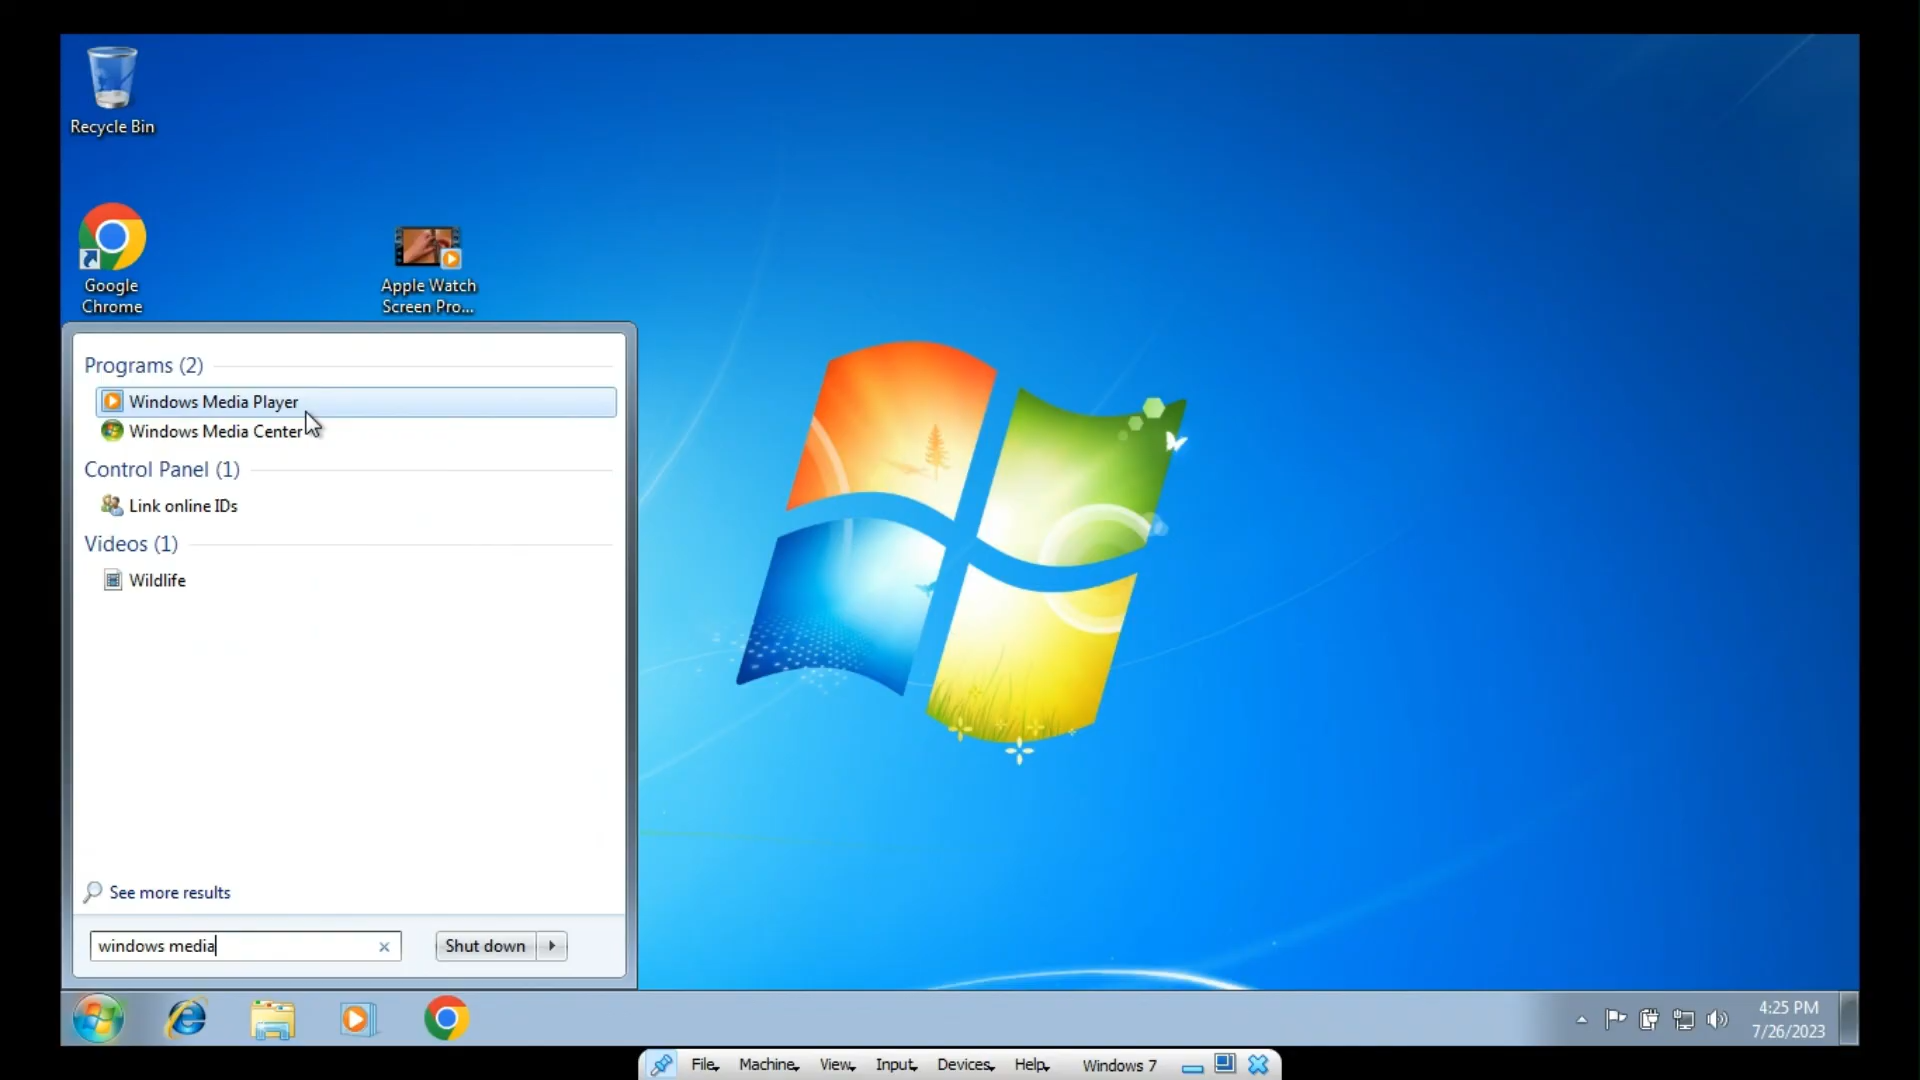 Recycle Bin
Google
Chrome
Apple Watch
Screen Pro...
Programs (2)
Windows Media Player
Windows Media Center
Control Panel (1)
Link online IDs
Videos (1)
Wildlife
See more results
windows media
Shut down
4:25 PM
7/26/2023
File Machine View Input Devices Help Windows 7